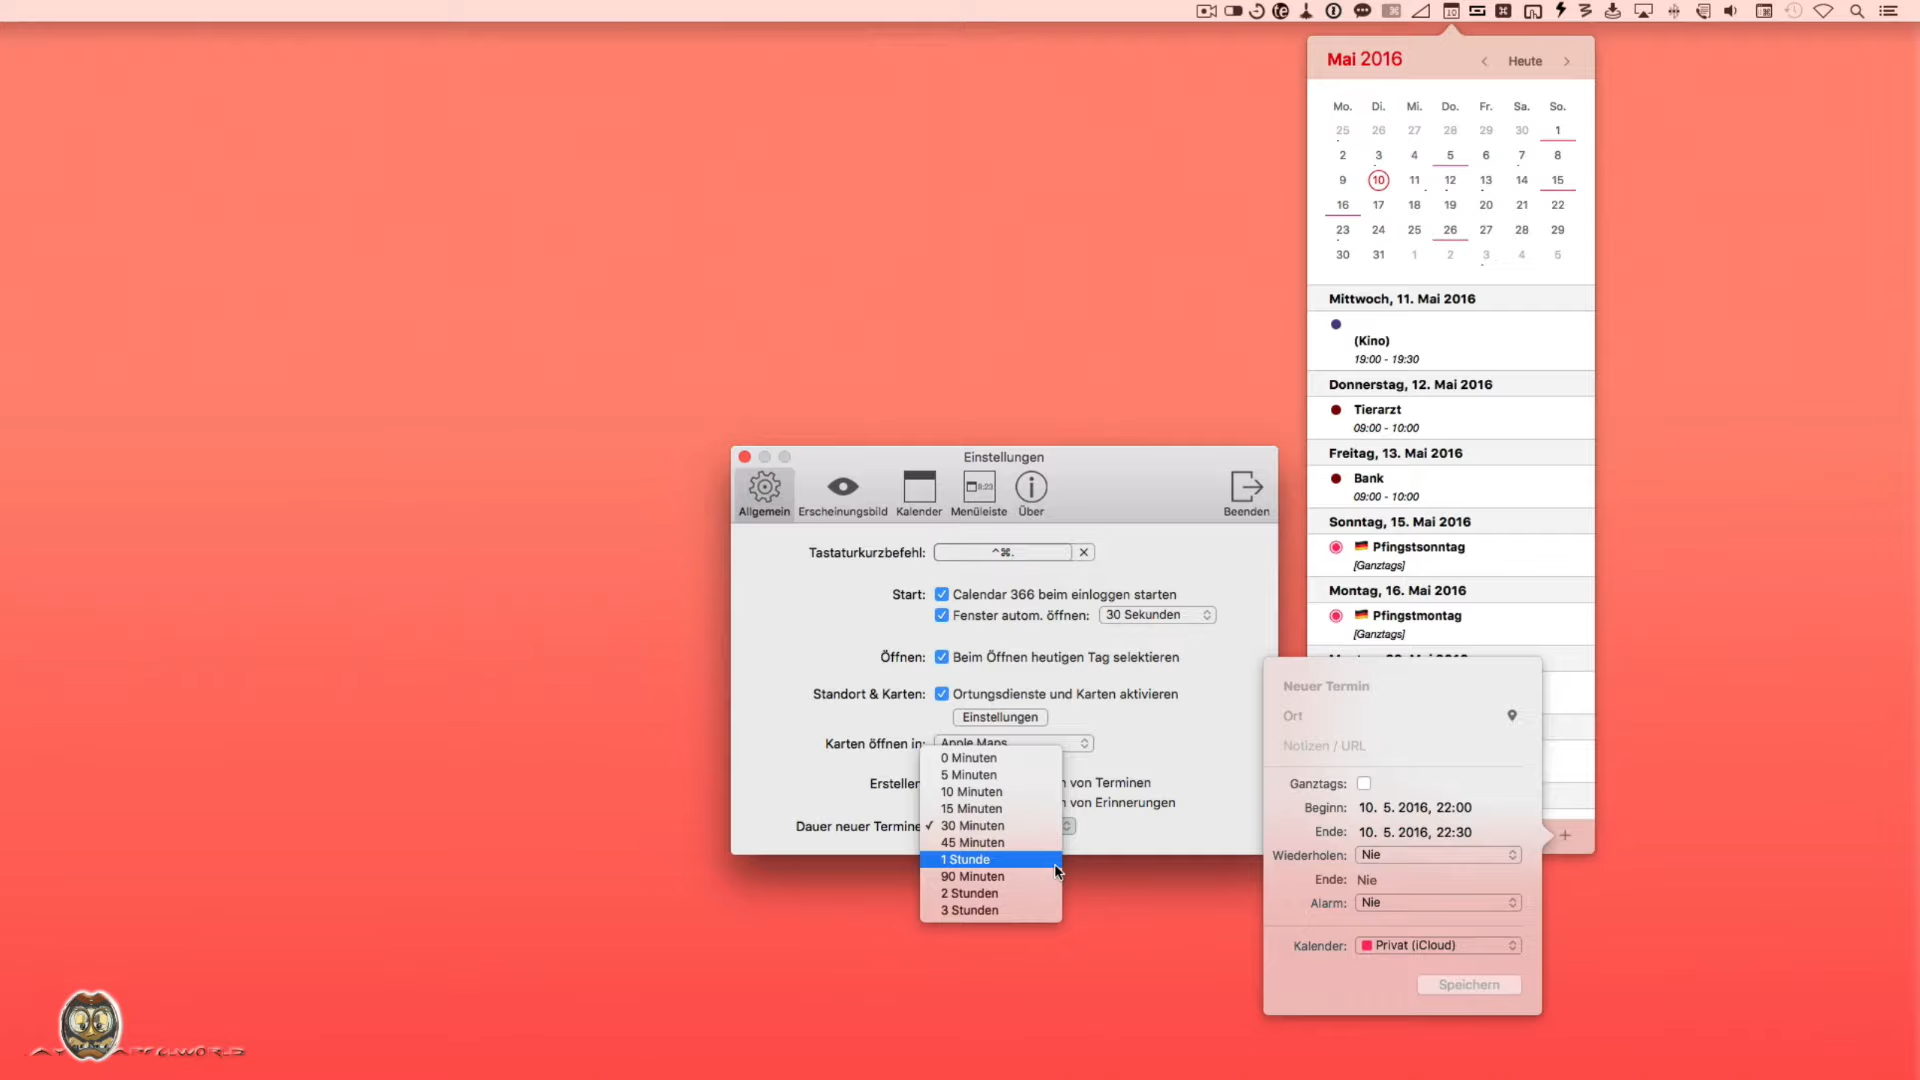 10
Mai 2016
Heute
Mo. Di. Mi. Do. Fr. Sa. So.
25 26 27 28 29 30 1
2 3 4 5 6 7 8
9 10 11 12 13 14 15
16 17 18 19 20 21 22
23 24 25 26 27 28 29
30 31 1 2 3 4 5
Mittwoch, 11. Mai 2016
(Kino)
19:00 - 19:30
Donnerstag, 12. Mai 2016
Tierarzt
09:00 - 10:00
Freitag, 13. Mai 2016
Bank
09:00 - 10:00
Sonntag, 15. Mai 2016
Pfingstsonntag
[Ganztags]
Montag, 16. Mai 2016
Pfingstmontag
[Ganztags]
Einstellungen
8:23
Allgemein Erscheinungsbild Kalender Menüleiste Über Beenden
Tastaturkurzbefehl: ^⌘.
Start: Calendar 366 beim einloggen starten
Fenster autom. öffnen: 30 Sekunden
Öffnen: Beim Öffnen heutigen Tag selektieren
Standort & Karten: Ortungsdienste und Karten aktivieren
Einstellungen
Karten öffnen in: Apple Maps
Erstellen von Terminen
von Erinnerungen
Dauer neuer Termine
0 Minuten
5 Minuten
10 Minuten
15 Minuten
✓ 30 Minuten
45 Minuten
1 Stunde
90 Minuten
2 Stunden
3 Stunden
Neuer Termin
Ort
Notizen / URL
Ganztags:
Beginn: 10. 5. 2016, 22:00
Ende: 10. 5. 2016, 22:30
Wiederholen: Nie
Ende: Nie
Alarm: Nie
Kalender: Privat (iCloud)
Speichern
+